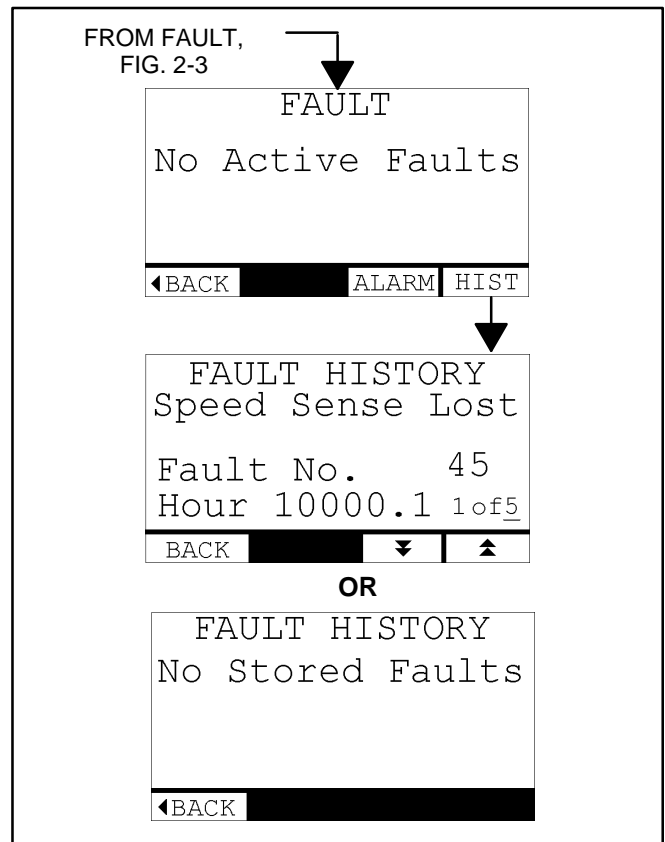 FROM FAULT,
FIG. 2-3
FAULT
No Active Faults
◀BACK ALARM HIST
FAULT HISTORY
Speed Sense Lost
Fault No. 45
Hour 10000.1 1of5
BACK
OR
FAULT HISTORY
No Stored Faults
◀BACK